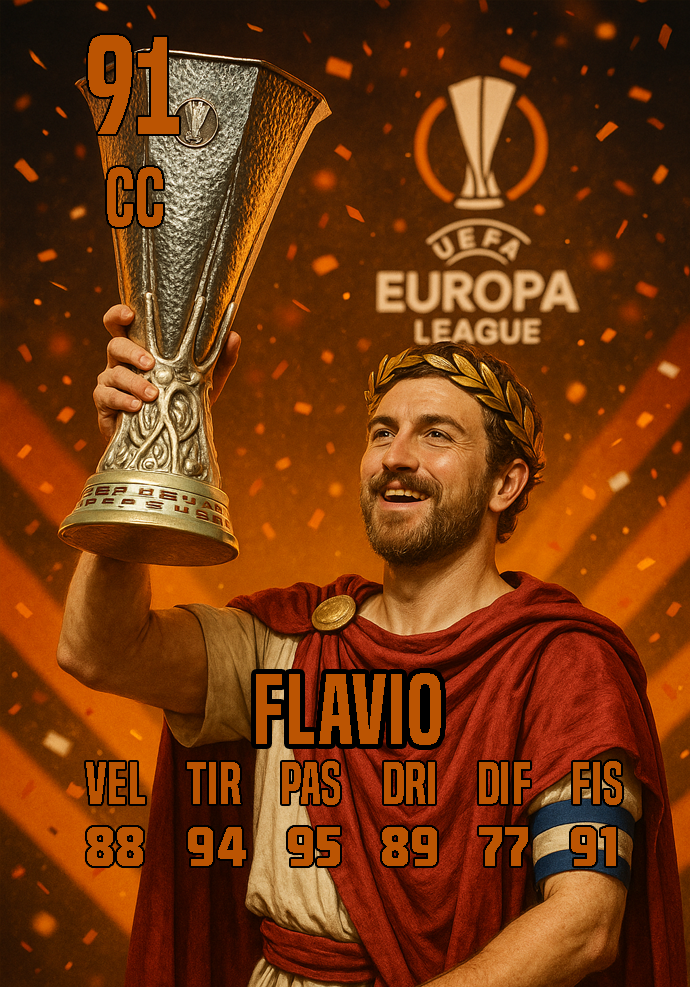 91
CC
UEFA
EUROPA
LEAGUE
FLAVIO
VEL TIR PAS DRI DIF FIS
88 94 95 89 77 91